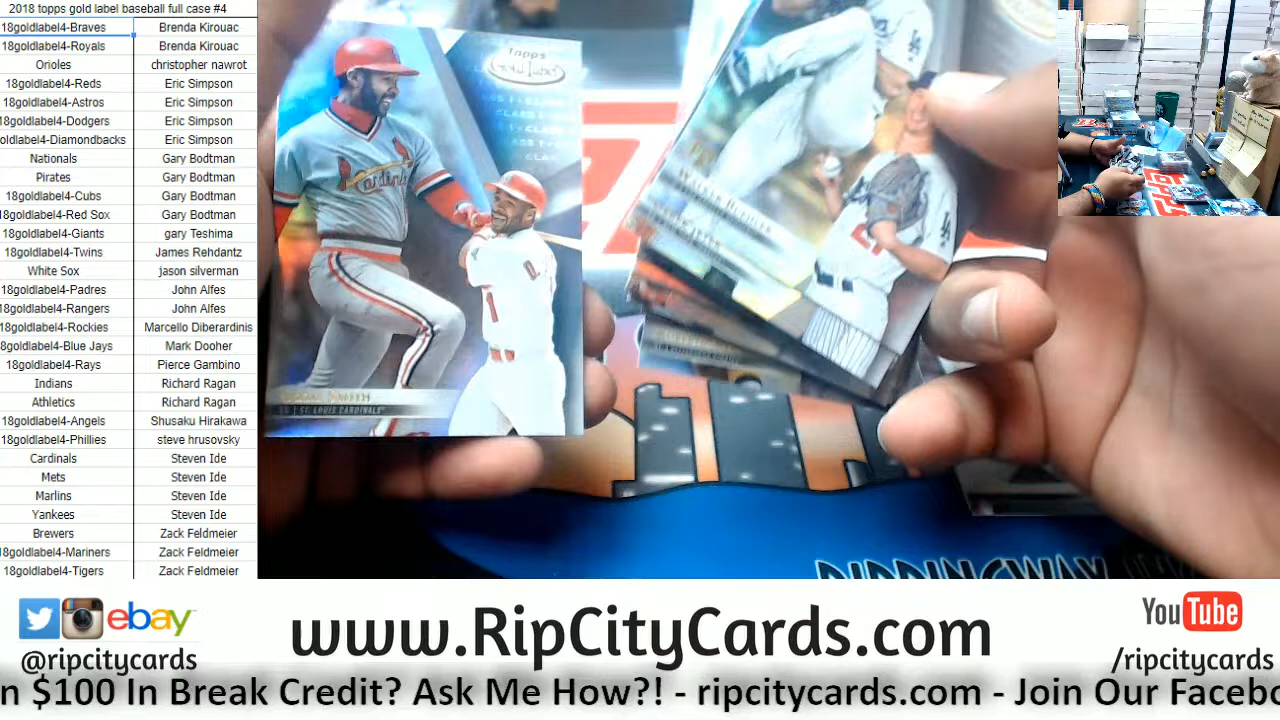 2018 topps gold label baseball full case #4
18goldlabel4-Braves Brenda Kirouac
18goldlabel4-Royals Brenda Kirouac
Orioles christopher nawrot
18goldlabel4-Reds Eric Simpson
18goldlabel4-Astros Eric Simpson
18goldlabel4-Dodgers Eric Simpson
oldlabel4-Diamondbacks Eric Simpson
Nationals Gary Bodtman
Pirates Gary Bodtman
18goldlabel4-Cubs Gary Bodtman
8goldlabel4-Red Sox Gary Bodtman
18goldlabel4-Giants gary Teshima
18goldlabel4-Twins James Rehdantz
White Sox jason silverman
18goldlabel4-Padres John Alfes
18goldlabel4-Rangers John Alfes
8goldlabel4-Rockies Marcello Diberardinis
8goldlabel4-Blue Jays Mark Dooher
18goldlabel4-Rays Pierce Gambino
Indians Richard Ragan
Athletics Richard Ragan
18goldlabel4-Angels Shusaku Hirakawa
18goldlabel4-Phillies steve hrusovsky
Cardinals Steven Ide
Mets Steven Ide
Marlins Steven Ide
Yankees Steven Ide
Brewers Zack Feldmeier
8goldlabel4-Mariners Zack Feldmeier
18goldlabel4-Tigers Zack Feldmeier
Topps
Gold Label
Cardinals
Smith
ST. LOUIS CARDINALS
ebay
@ripcitycards
www.RipCityCards.com
YouTube
/ripcitycards
n $100 In Break Credit? Ask Me How?! - ripcitycards.com - Join Our Facebo